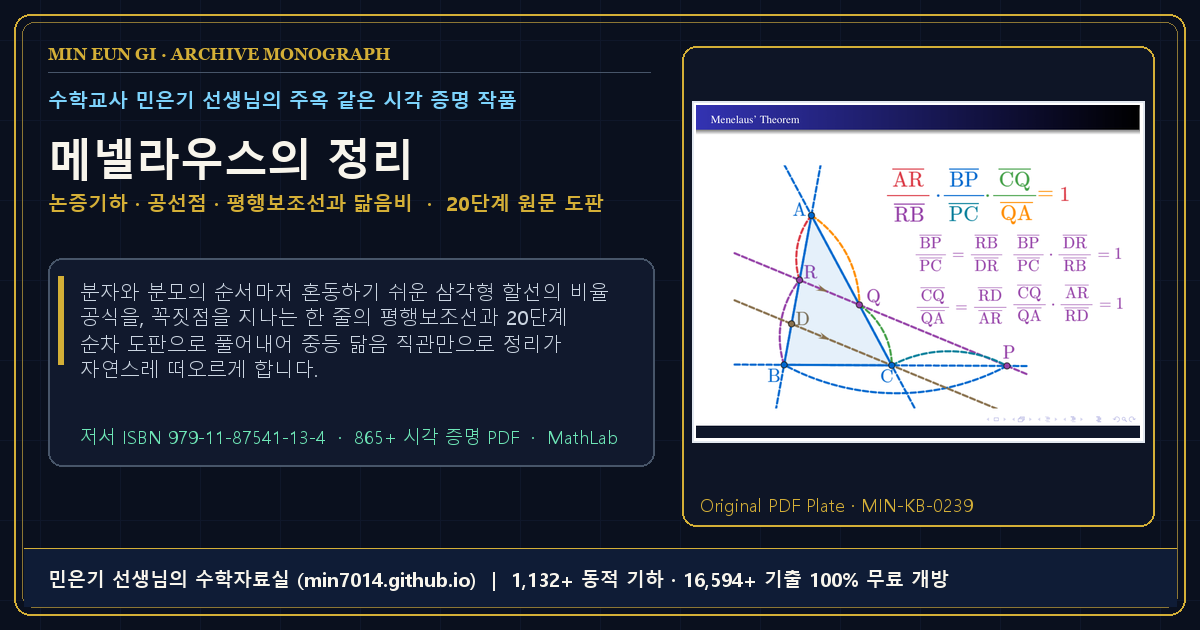 MIN EUN GI · ARCHIVE MONOGRAPH
수학교사 민은기 선생님의 주옥 같은 시각 증명 작품
메넬라우스의 정리
논증기하 · 공선점 · 평행보조선과 닮음비 · 20단계 원문 도판
분자와 분모의 순서마저 혼동하기 쉬운 삼각형 할선의 비율
공식을, 꼭짓점을 지나는 한 줄의 평행보조선과 20단계
순차 도판으로 풀어내어 중등 닮음 직관만으로 정리가
자연스레 떠오르게 합니다.
저서 ISBN 979-11-87541-13-4 · 865+ 시각 증명 PDF · MathLab
Menelaus' Theorem
A
R
Q
D
B
C
P
AR/RB · BP/PC · CQ/QA = 1
BP/PC = RB/DR BP/PC · DR/RB = 1
CQ/QA = RD/AR CQ/QA · AR/RD = 1
Original PDF Plate · MIN-KB-0239
민은기 선생님의 수학자료실 (min7014.github.io) | 1,132+ 동적 기하 · 16,594+ 기출 100% 무료 개방